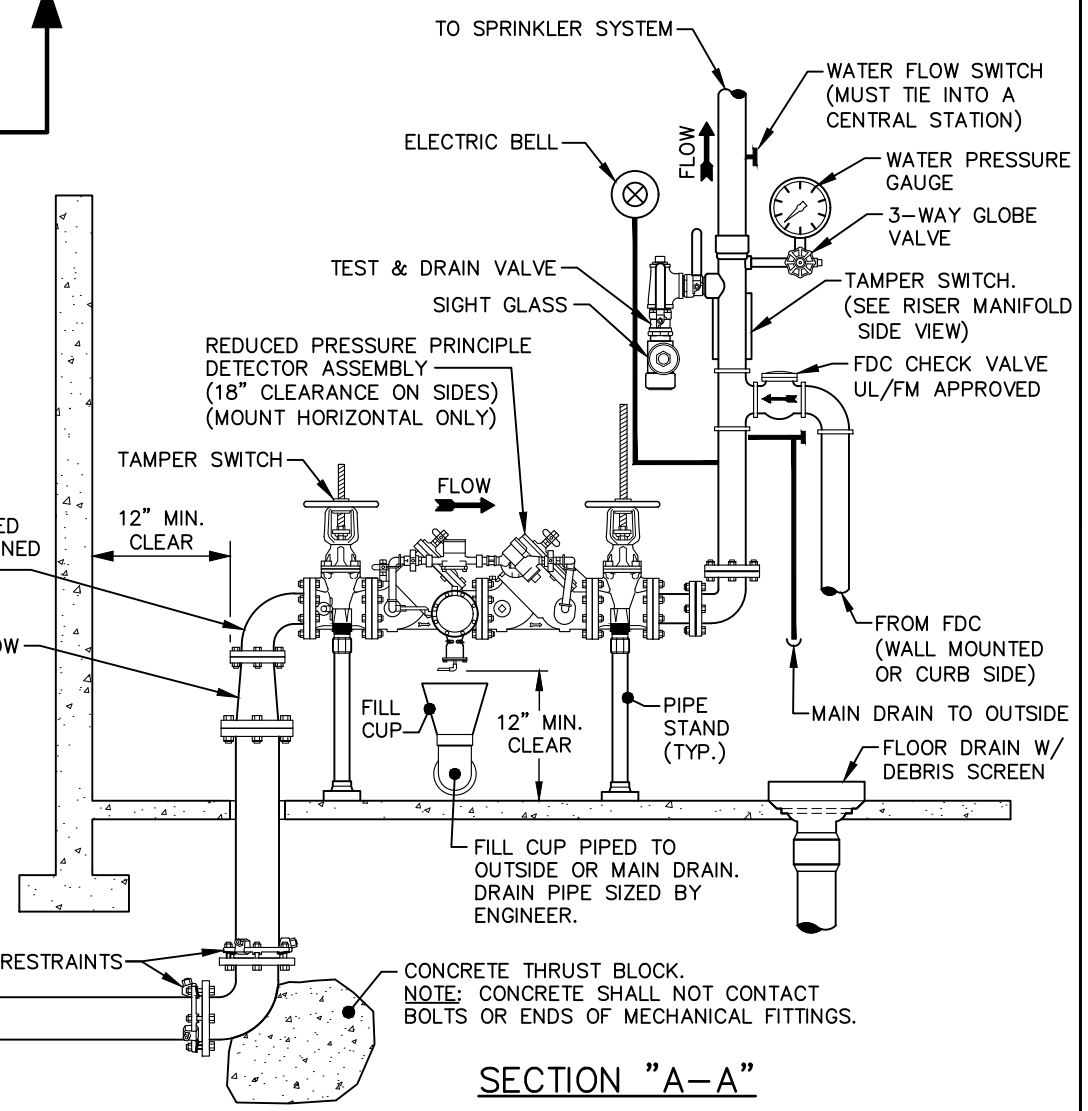 TO SPRINKLER SYSTEM
WATER FLOW SWITCH
(MUST TIE INTO A
CENTRAL STATION)
ELECTRIC BELL
FLOW
WATER PRESSURE
GAUGE
3-WAY GLOBE
VALVE
TEST & DRAIN VALVE
SIGHT GLASS
TAMPER SWITCH.
(SEE RISER MANIFOLD
SIDE VIEW)
REDUCED PRESSURE PRINCIPLE
DETECTOR ASSEMBLY
(18" CLEARANCE ON SIDES)
(MOUNT HORIZONTAL ONLY)
FDC CHECK VALVE
UL/FM APPROVED
TAMPER SWITCH
FLOW
12" MIN.
CLEAR
ED
NED
OW
FROM FDC
(WALL MOUNTED
OR CURB SIDE)
FILL
CUP
12" MIN.
CLEAR
PIPE
STAND
(TYP.)
MAIN DRAIN TO OUTSIDE
FLOOR DRAIN W/
DEBRIS SCREEN
FILL CUP PIPED TO
OUTSIDE OR MAIN DRAIN.
DRAIN PIPE SIZED BY
ENGINEER.
RESTRAINTS
CONCRETE THRUST BLOCK.
NOTE: CONCRETE SHALL NOT CONTACT
BOLTS OR ENDS OF MECHANICAL FITTINGS.
SECTION "A-A"